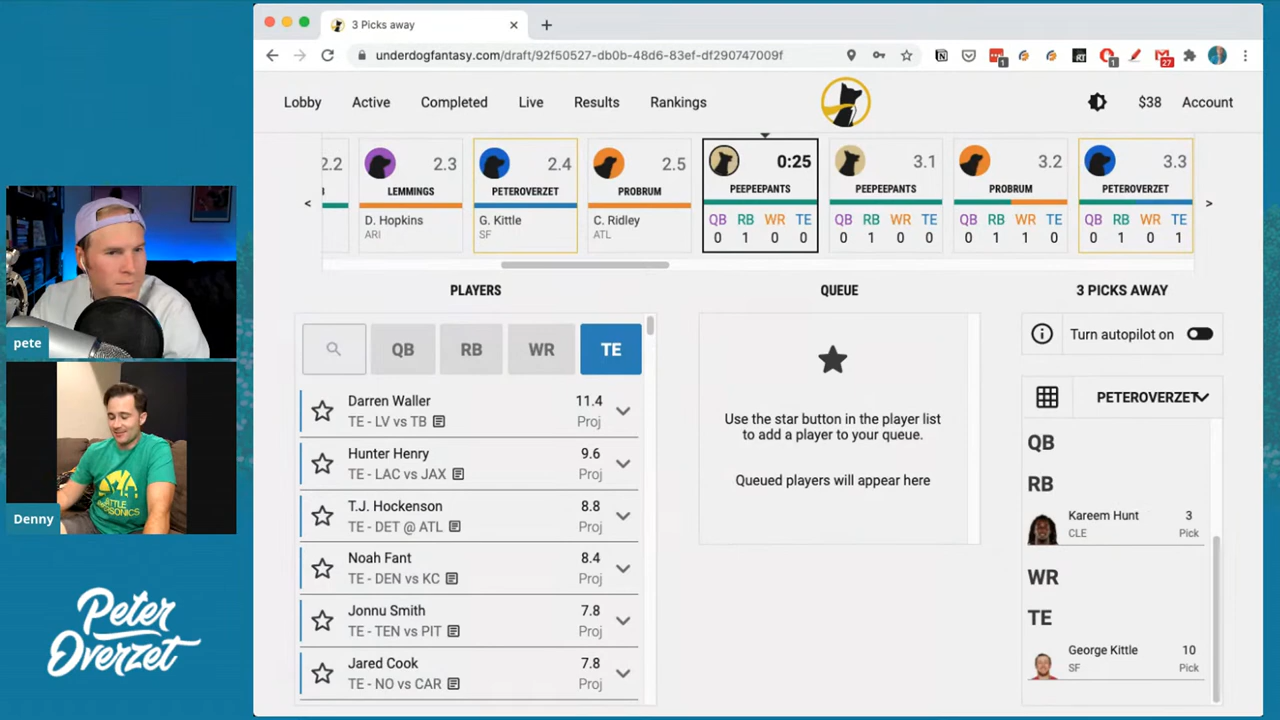 3 Picks away
underdogfantasy.com/draft/92f50527-db0b-48d6-83ef-df290747009f
1
RT
1
27
Lobby Active Completed Live Results Rankings
$38 Account
2.2
2.3
LEMMINGS
D. Hopkins
ARI
2.4
PETEROVERZET
G. Kittle
SF
2.5
PROBRUM
C. Ridley
ATL
0:25
PEEPEEPANTS
QB RB WR TE
0 1 0 0
3.1
PEEPEEPANTS
QB RB WR TE
0 1 0 0
3.2
PROBRUM
QB RB WR TE
0 1 1 0
3.3
PETEROVERZET
QB RB WR TE
0 1 0 1
< >
PLAYERS
QB RB WR TE
Darren Waller 11.4
TE - LV vs TB Proj
Hunter Henry 9.6
TE - LAC vs JAX Proj
T.J. Hockenson 8.8
TE - DET @ ATL Proj
Noah Fant 8.4
TE - DEN vs KC Proj
Jonnu Smith 7.8
TE - TEN vs PIT Proj
Jared Cook 7.8
TE - NO vs CAR Proj
QUEUE
Use the star button in the player list
to add a player to your queue.
Queued players will appear here
3 PICKS AWAY
Turn autopilot on
PETEROVERZET
QB
RB
Kareem Hunt 3
CLE Pick
WR
TE
George Kittle 10
SF Pick
pete
Denny
Peter
Overzet